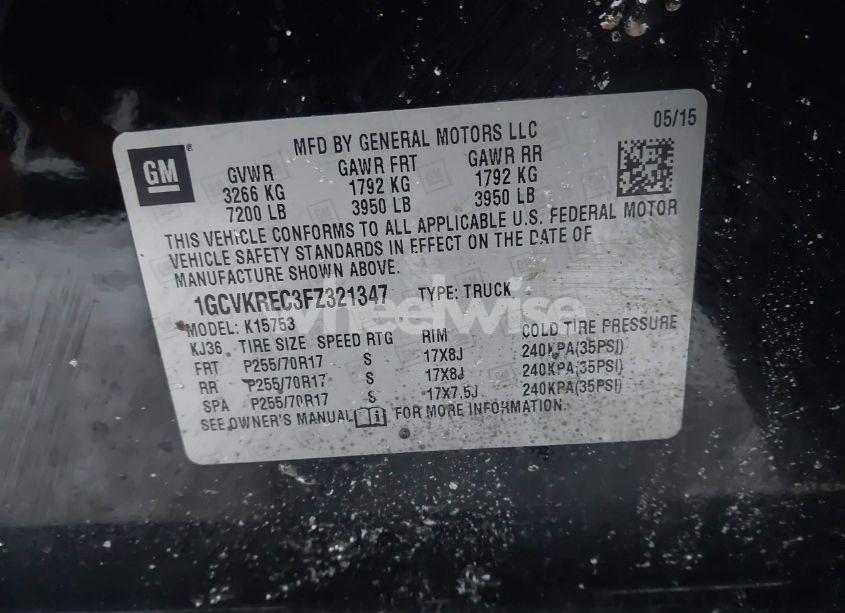 MFD BY GENERAL MOTORS LLC 05/15
GM
GVWR GAWR FRT GAWR RR
3266 KG 1792 KG 1792 KG
7200 LB 3950 LB 3950 LB
THIS VEHICLE CONFORMS TO ALL APPLICABLE U.S. FEDERAL MOTOR
VEHICLE SAFETY STANDARDS IN EFFECT ON THE DATE OF
MANUFACTURE SHOWN ABOVE.
1GCVKREC3FZ321347 TYPE: TRUCK
wheelwise
MODEL: K15753
KJ36 TIRE SIZE SPEED RTG RIM COLD TIRE PRESSURE
FRT P255/70R17 S 17X8J 240KPA(35PSI)
RR P255/70R17 S 17X8J 240KPA(35PSI)
SPA P255/70R17 S 17X7.5J 240KPA(35PSI)
SEE OWNER'S MANUAL FOR MORE INFORMATION.